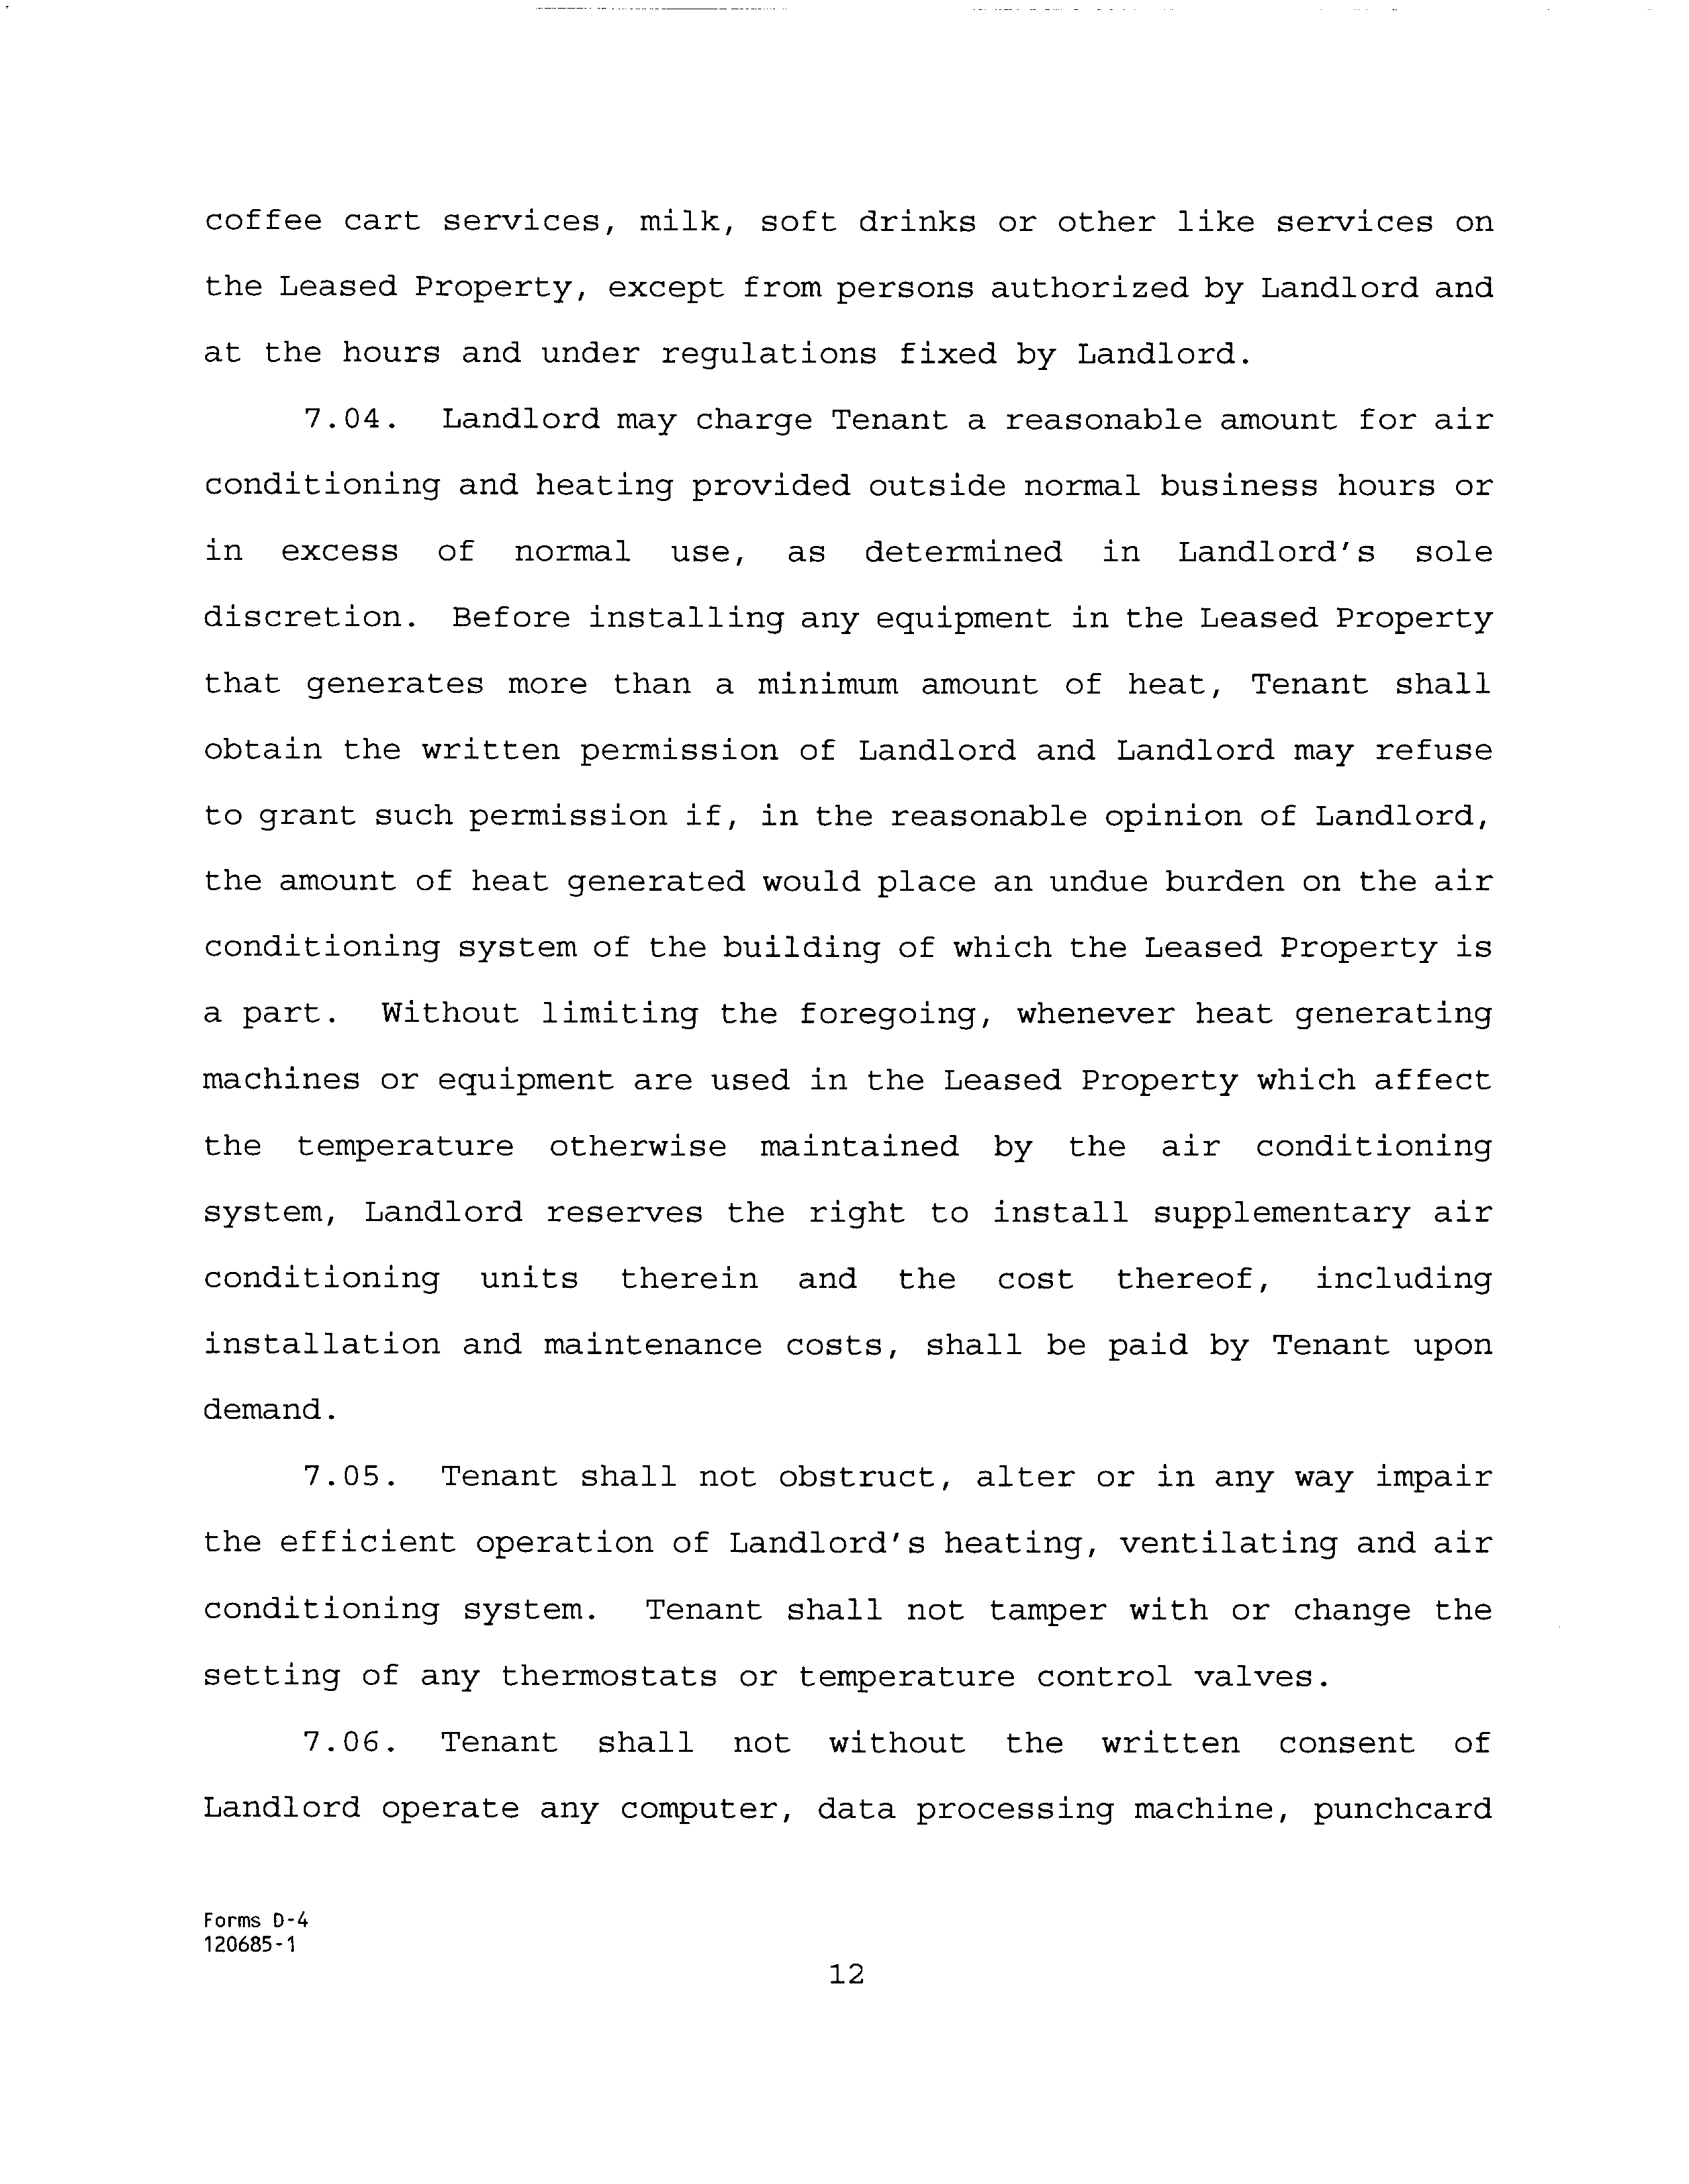 coffee cart services, milk, soft drinks or other like services on
the Leased Property, except from persons authorized by Landlord and
at the hours and under regulations fixed by Landlord.
7.04. Landlord may charge Tenant a reasonable amount for air
conditioning and heating provided outside normal business hours or
in excess of normal use, as determined in Landlord's sole
discretion. Before installing any equipment in the Leased Property
that generates more than a minimum amount of heat, Tenant shall
obtain the written permission of Landlord and Landlord may refuse
to grant such permission if, in the reasonable opinion of Landlord,
the amount of heat generated would place an undue burden on the air
conditioning system of the building of which the Leased Property is
a part. Without limiting the foregoing, whenever heat generating
machines or equipment are used in the Leased Property which affect
the temperature otherwise maintained by the air conditioning
system, Landlord reserves the right to install supplementary air
conditioning units therein and the cost thereof, including
installation and maintenance costs, shall be paid by Tenant upon
demand.
7.05. Tenant shall not obstruct, alter or in any way impair
the efficient operation of Landlord's heating, ventilating and air
conditioning system. Tenant shall not tamper with or change the
setting of any thermostats or temperature control valves.
7.06. Tenant shall not without the written consent of
Landlord operate any computer, data processing machine, punchcard
Forms D-4
120685-1
12